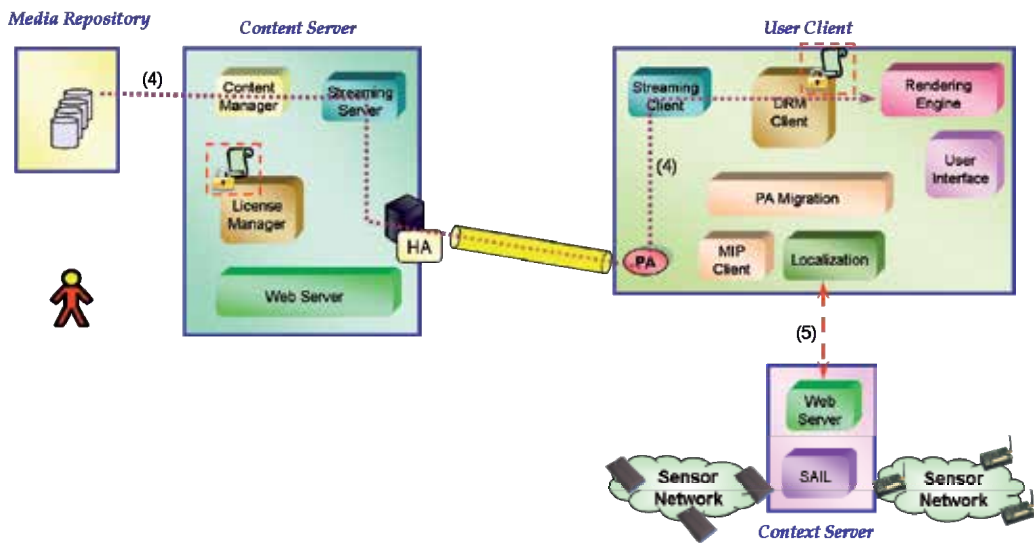 Media Repository
Content Server
User Client
(4)
Content
Manager
Streaming
Server
License
Manager
HA
Web Server
Streaming
Client
DRM
Client
Rendering
Engine
User
Interface
(4)
PA Migration
PA
MIP
Client
Localization
(5)
Web
Server
SAIL
Sensor
Network
Sensor
Network
Context Server